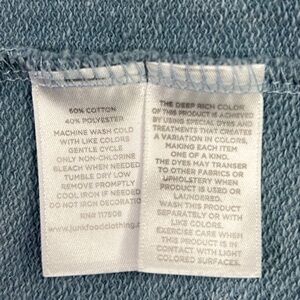 60% COTTON
40% POLYESTER
MACHINE WASH COLD
WITH LIKE COLORS
GENTLE CYCLE
ONLY NON-CHLORINE
BLEACH WHEN NEEDED
TUMBLE DRY LOW
REMOVE PROMPTLY
COOL IRON IF NEEDED
DO NOT IRON DECORATIO
RN# 117508
www.junkfoodclothing.c
THE DEEP RICH COLOR
OF THIS PRODUCT IS ACHIEVED
BY USING SPECIAL DYES AND
TREATMENTS THAT CREATES
A VARIATION IN COLORS,
MAKING EACH ITEM
ONE OF A KIND.
THE DYES MAY TRANSFER
TO OTHER FABRICS OR
UPHOLSTERY WHEN
PRODUCT IS USED OR
LAUNDERED.
WASH THIS PRODUCT
SEPARATELY OR WITH
LIKE COLORS.
EXERCISE CARE WHEN
THIS PRODUCT IS IN
CONTACT WITH LIGHT
COLORED SURFACES.